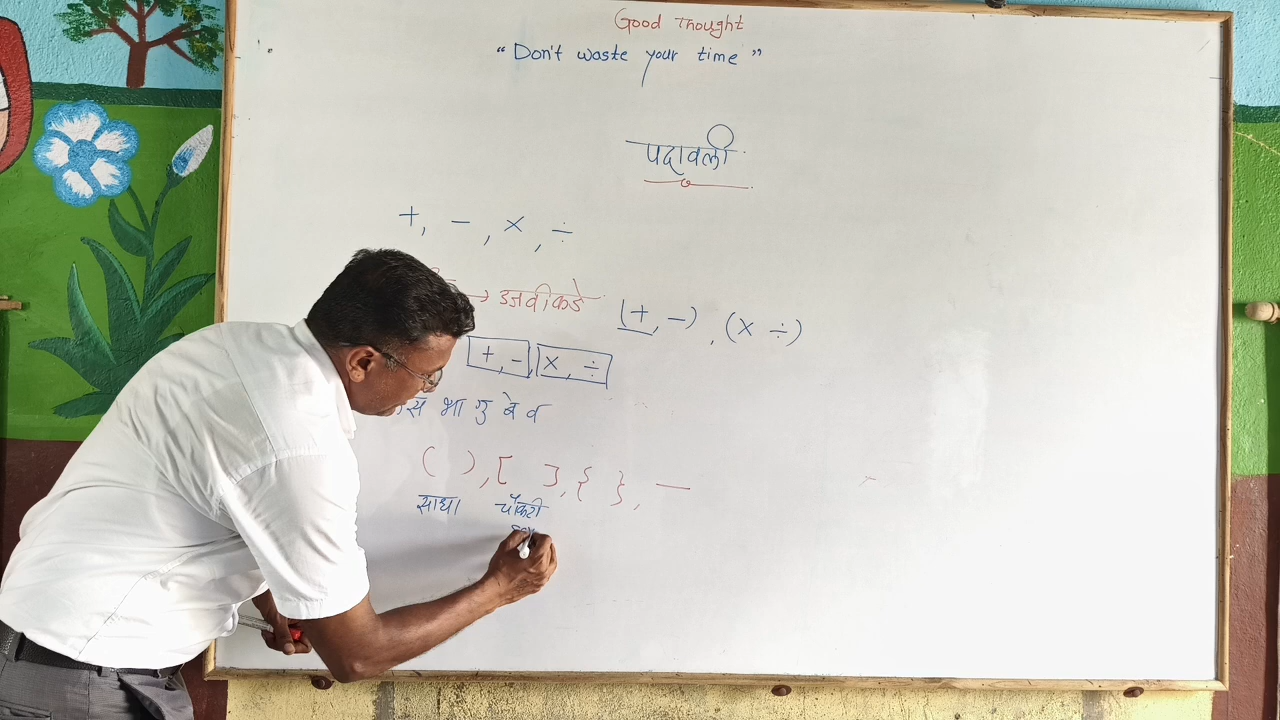 Good Thought
“Don't waste your time”
पदावली
+, − , × , ÷
→ उजवीकडे
(+, −) , (× ÷)
+, − , × , ÷
भा गु बे व
( ) , [ ] , { } , —
साधा चौकटी